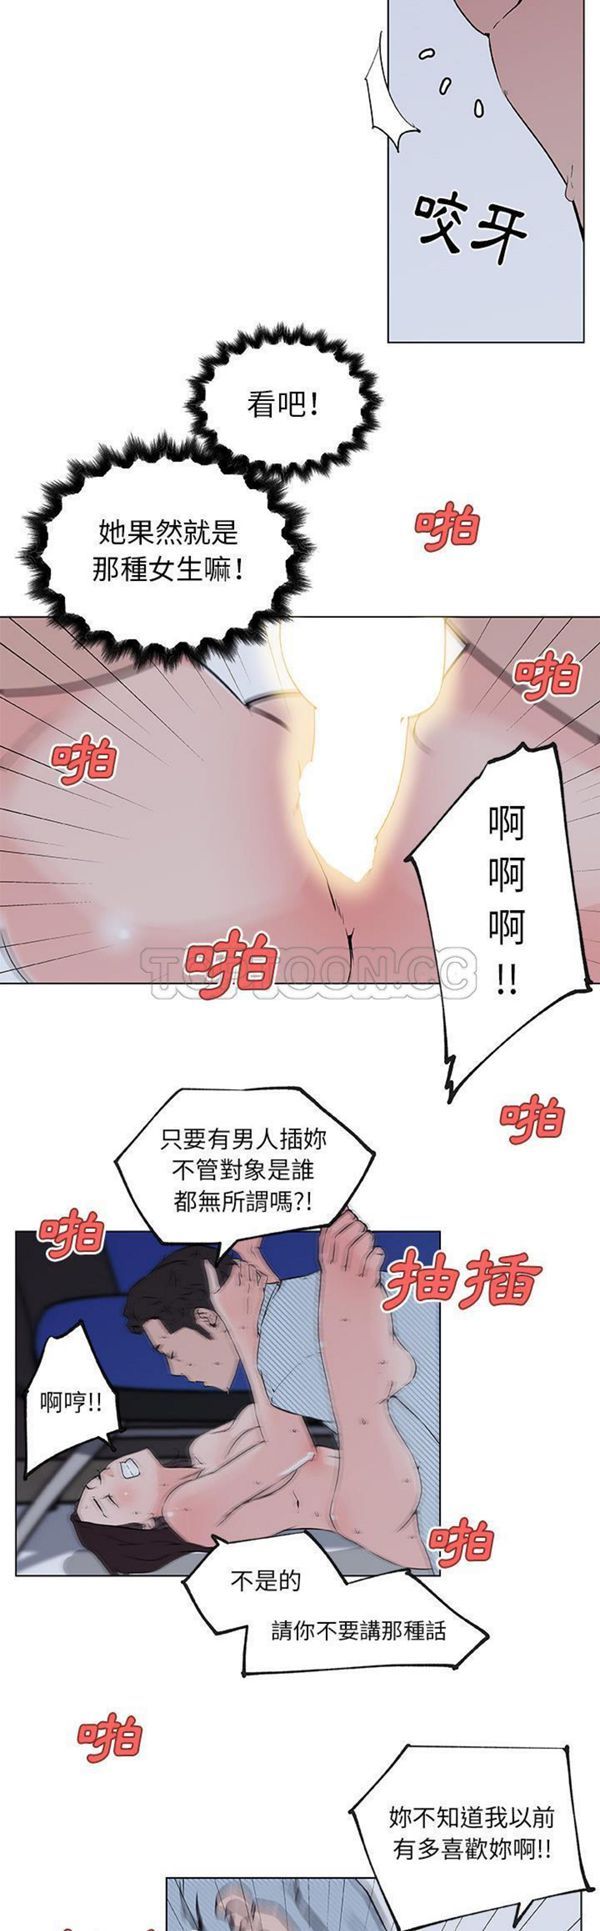 咬牙
看吧!
她果然就是
那種女生嘛!
啪
啪
啪
啊啊啊!!
啪
TOPTOON.CC
啪
只要有男人插妳
不管對象是誰
都無所謂嗎?!
啪
抽插
啊哼!!
啪
不是的
請你不要講那種話
啪
妳不知道我以前
有多喜歡妳啊!!